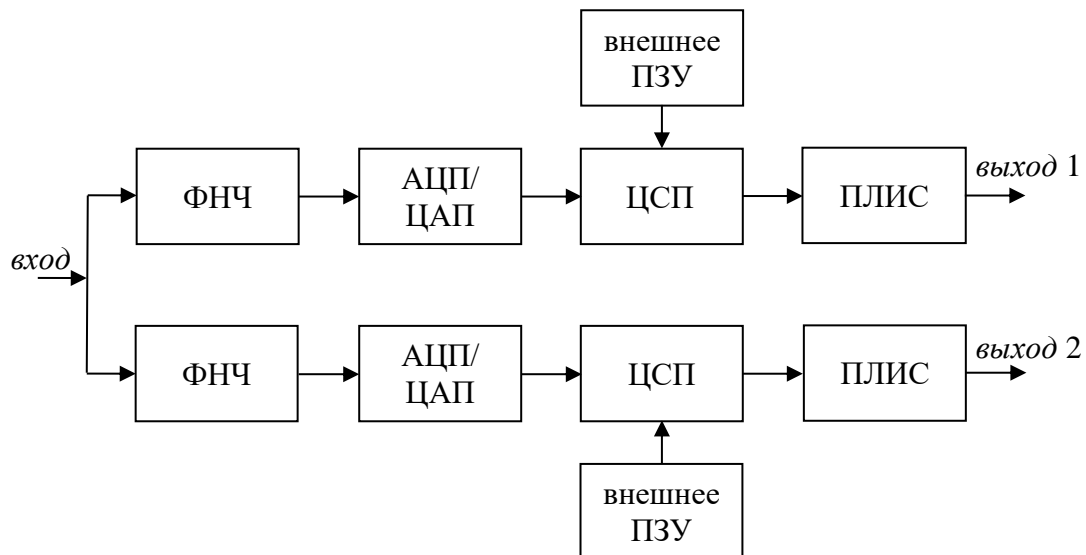 внешнее
ПЗУ
ФНЧ
АЦП/
ЦАП
ЦСП
ПЛИС
выход 1
вход
ФНЧ
АЦП/
ЦАП
ЦСП
ПЛИС
выход 2
внешнее
ПЗУ